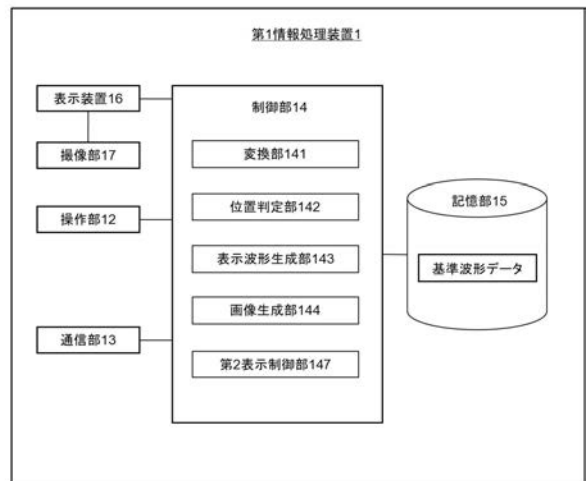 第1情報処理装置1
表示装置16
撮像部17
操作部12
通信部13
制御部14
変換部141
位置判定部142
表示波形生成部143
画像生成部144
第2表示制御部147
記憶部15
基準波形データ